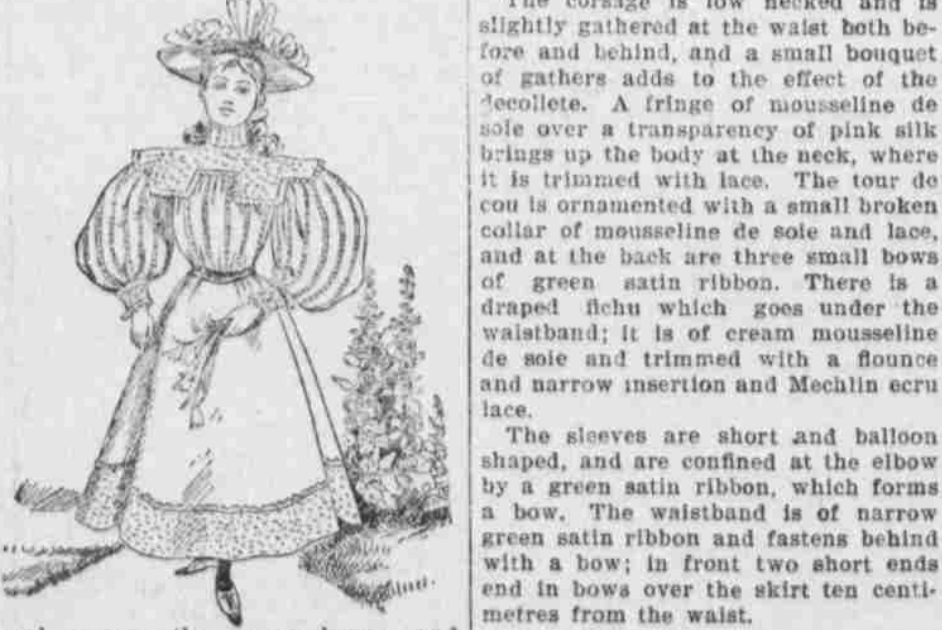 The corsage is low necked and is
slightly gathered at the waist both be-
fore and behind, and a small bouquet
of gathers adds to the effect of the
decollete. A fringe of mousseline de
soie over a transparency of pink silk
brings up the body at the neck, where
it is trimmed with lace. The tour de
cou is ornamented with a small broken
collar of mousseline de soie and lace,
and at the back are three small bows
of green satin ribbon. There is a
draped fichu which goes under the
waistband; it is of cream mousseline
de soie and trimmed with a flounce
and narrow insertion and Mechlin ecru
lace.
The sleeves are short and balloon
shaped, and are confined at the elbow
by a green satin ribbon, which forms
a bow. The waistband is of narrow
green satin ribbon and fastens behind
with a bow; in front two short ends
end in bows over the skirt ten centi-
metres from the waist.